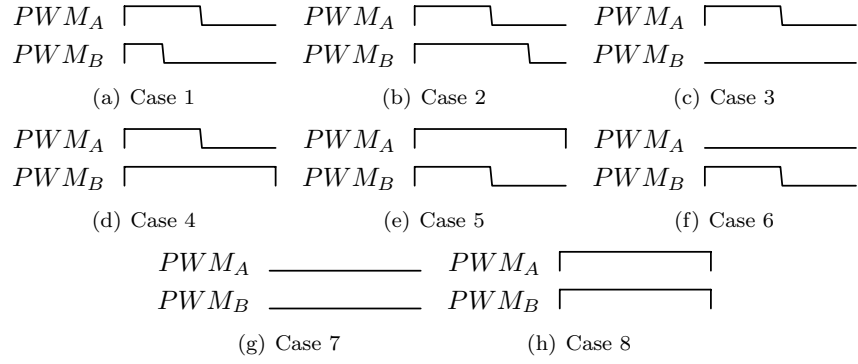 PWM_A PWM_A PWM_A
PWM_B PWM_B PWM_B
(a) Case 1 (b) Case 2 (c) Case 3
PWM_A PWM_A PWM_A
PWM_B PWM_B PWM_B
(d) Case 4 (e) Case 5 (f) Case 6
PWM_A PWM_A
PWM_B PWM_B
(g) Case 7 (h) Case 8